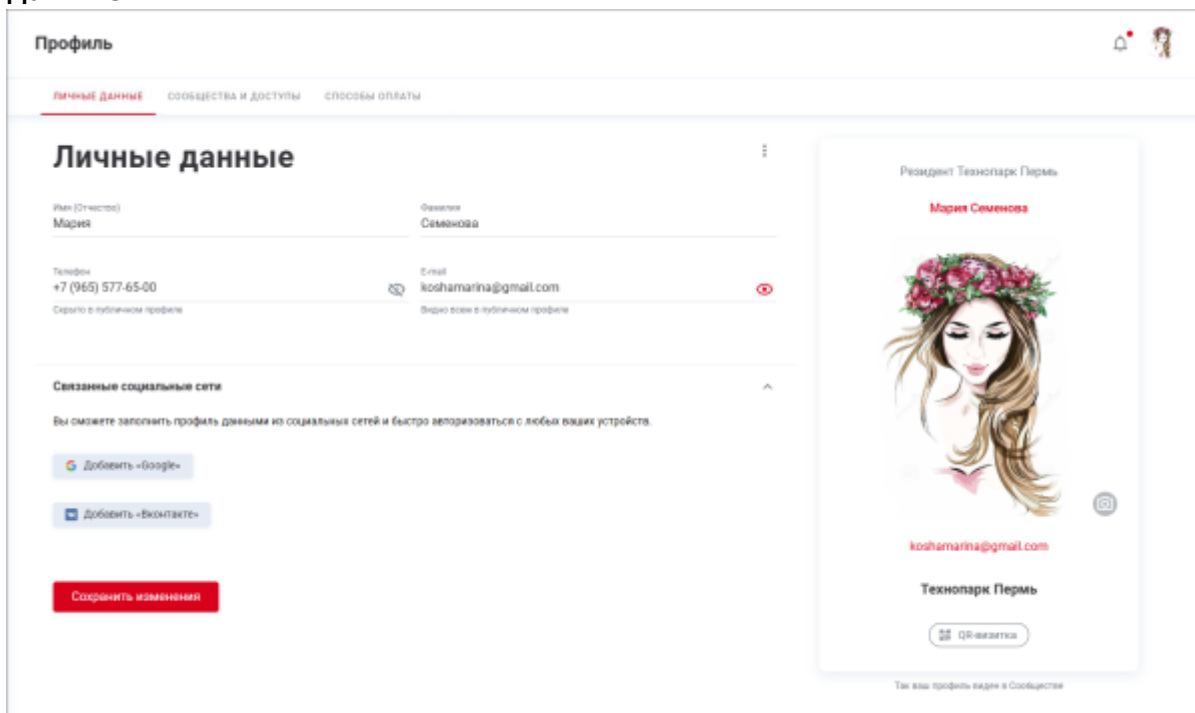 Профиль
ЛИЧНЫЕ ДАННЫЕ СООБЩЕСТВА И ДОСТУПЫ СПОСОБЫ ОПЛАТЫ
Личные данные
Имя (Отчество)
Мария
Фамилия
Семенова
Телефон
+7 (965) 577-65-00
Скрыто в публичном профиле
E-mail
koshamarina@gmail.com
Видно всем в публичном профиле
Связанные социальные сети
Вы сможете заполнить профиль данными из социальных сетей и быстро авторизоваться с любых ваших устройств.
Добавить «Google»
Добавить «Вконтакте»
Сохранить изменения
Резидент Технопарк Пермь
Мария Семенова
koshamarina@gmail.com
Технопарк Пермь
QR-визитка
Так ваш профиль виден в Сообществе